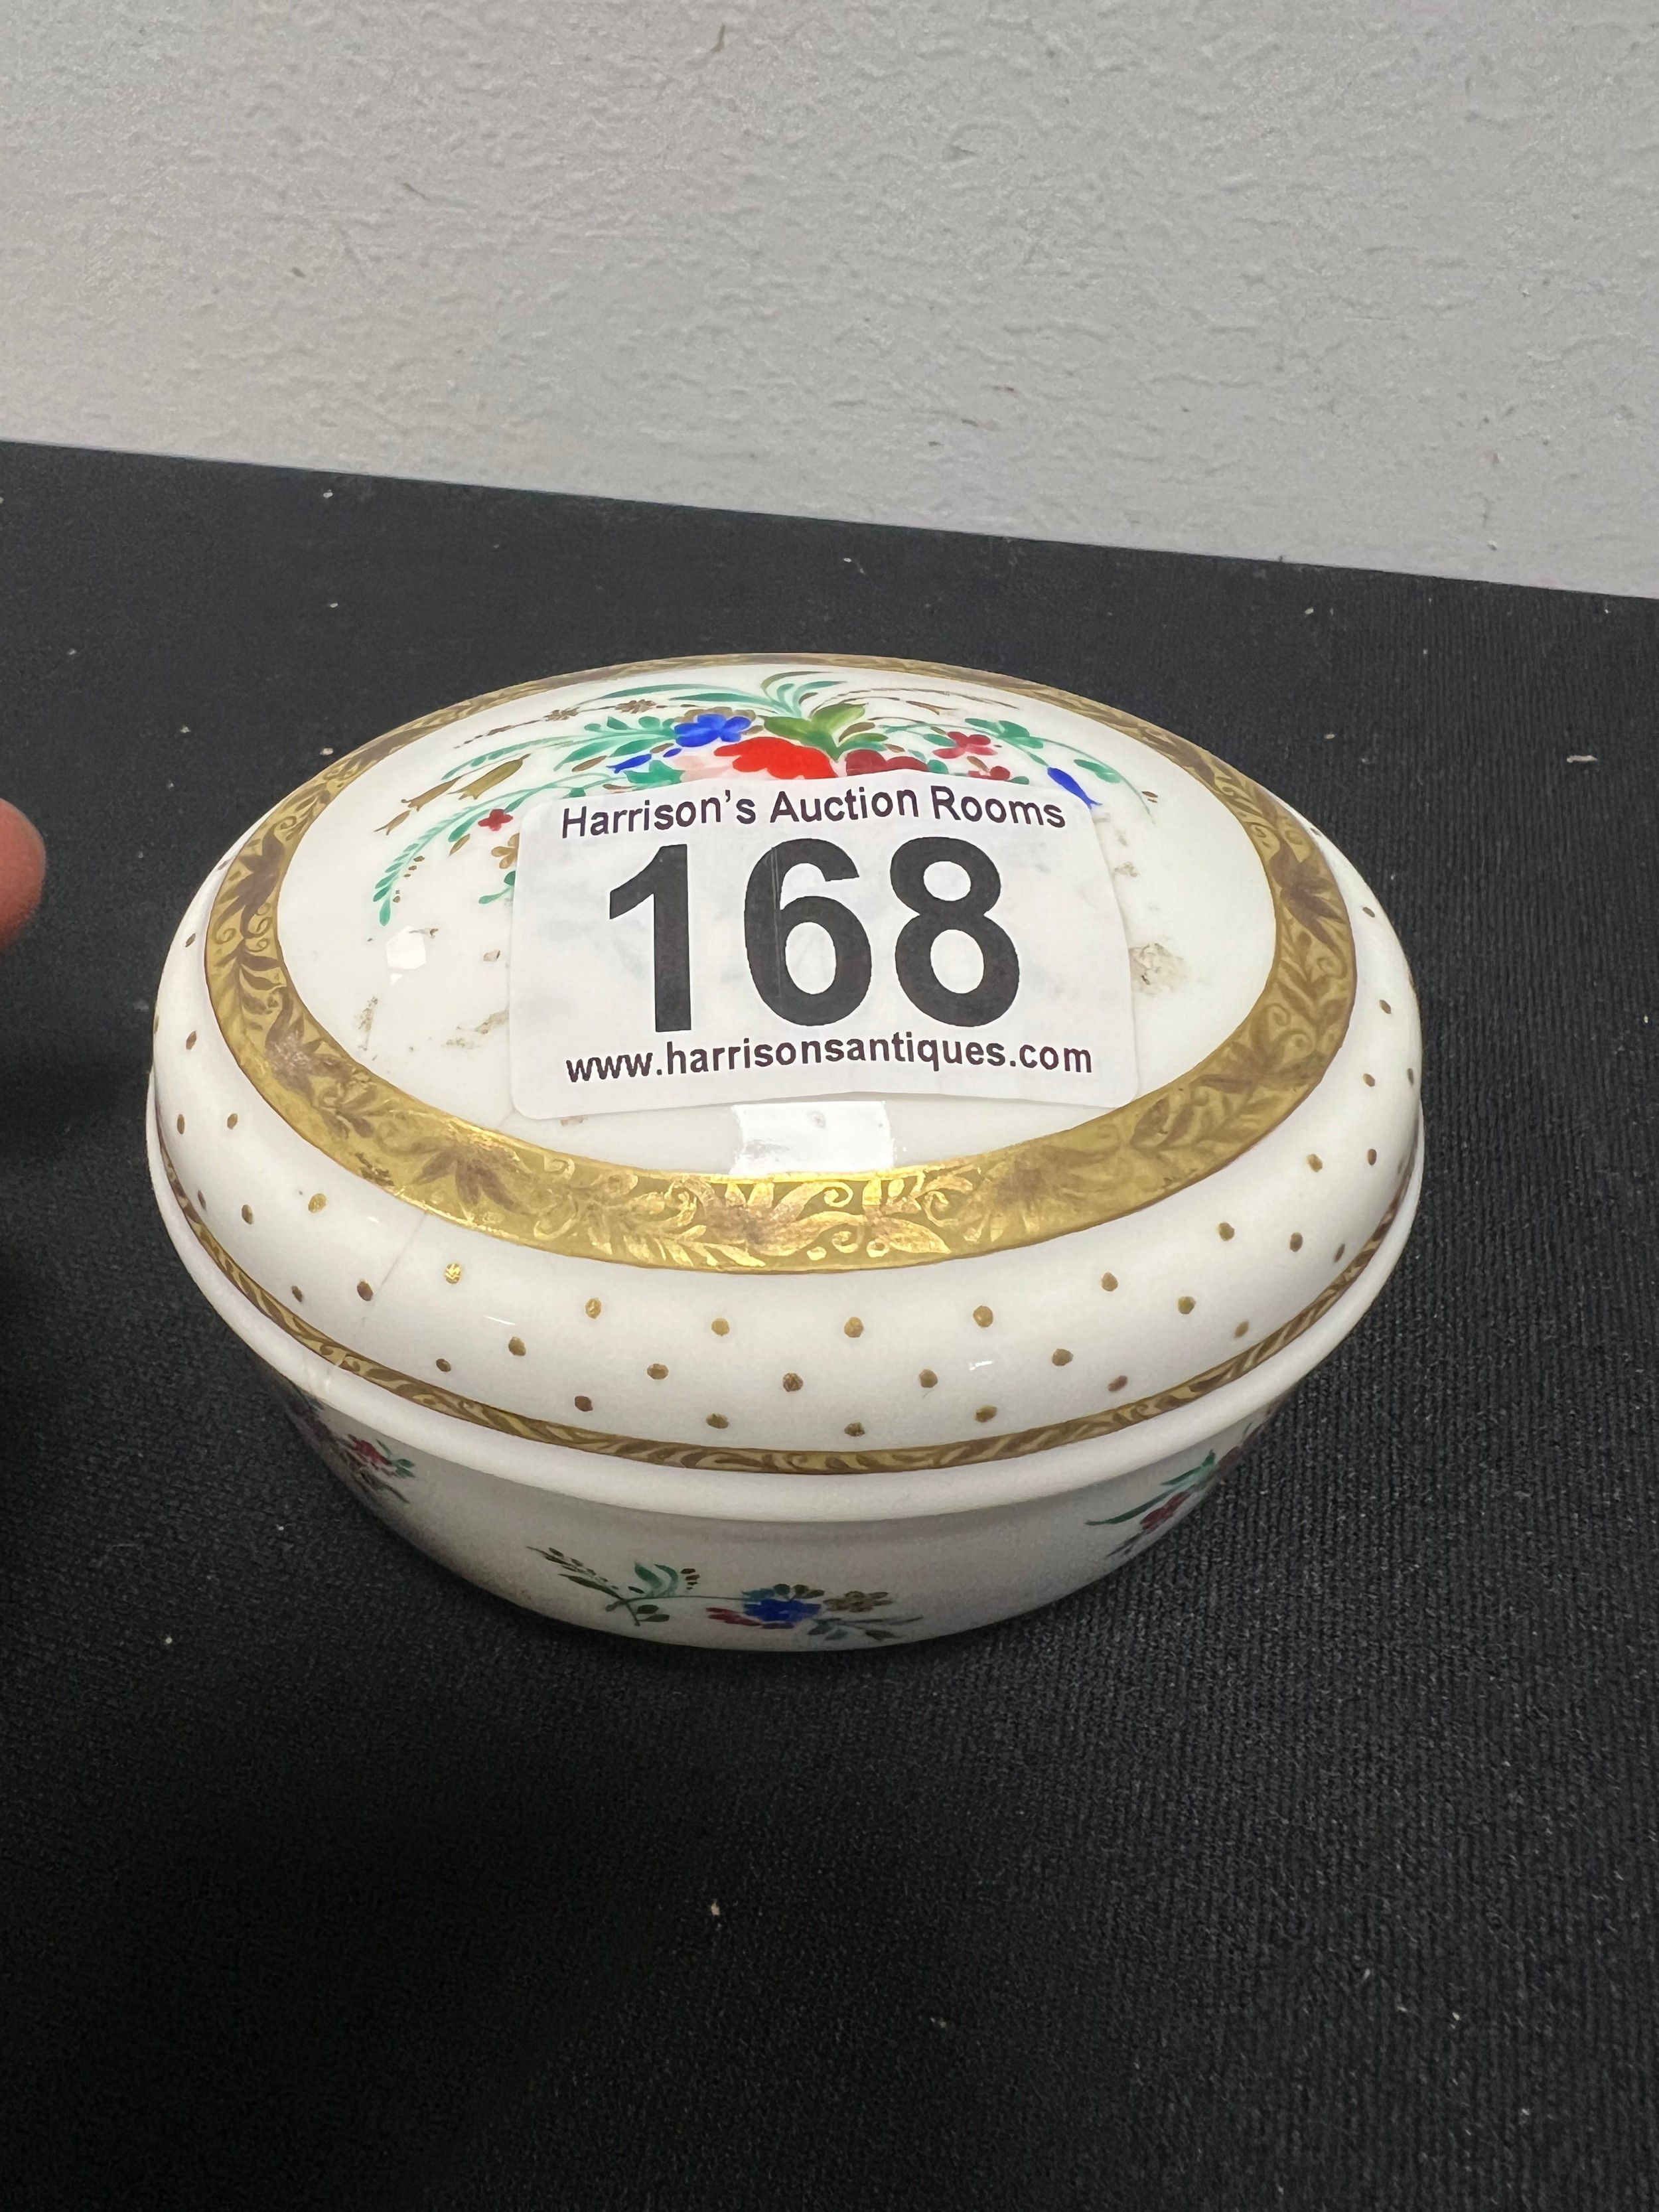 Harrison's Auction Rooms
168
www.harrisonsantiques.com